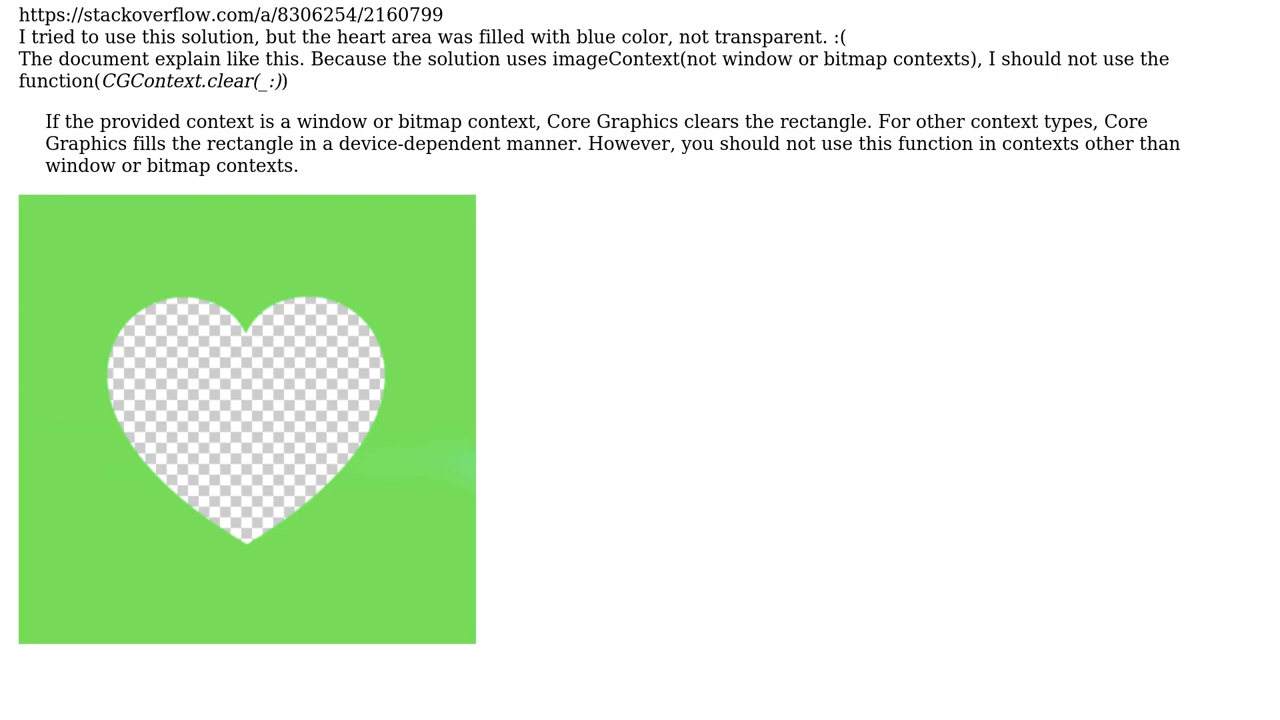 https://stackoverflow.com/a/8306254/2160799
I tried to use this solution, but the heart area was filled with blue color, not transparent. :(
The document explain like this. Because the solution uses imageContext(not window or bitmap contexts), I should not use the
function(CGContext.clear(_:))
If the provided context is a window or bitmap context, Core Graphics clears the rectangle. For other context types, Core
Graphics fills the rectangle in a device-dependent manner. However, you should not use this function in contexts other than
window or bitmap contexts.